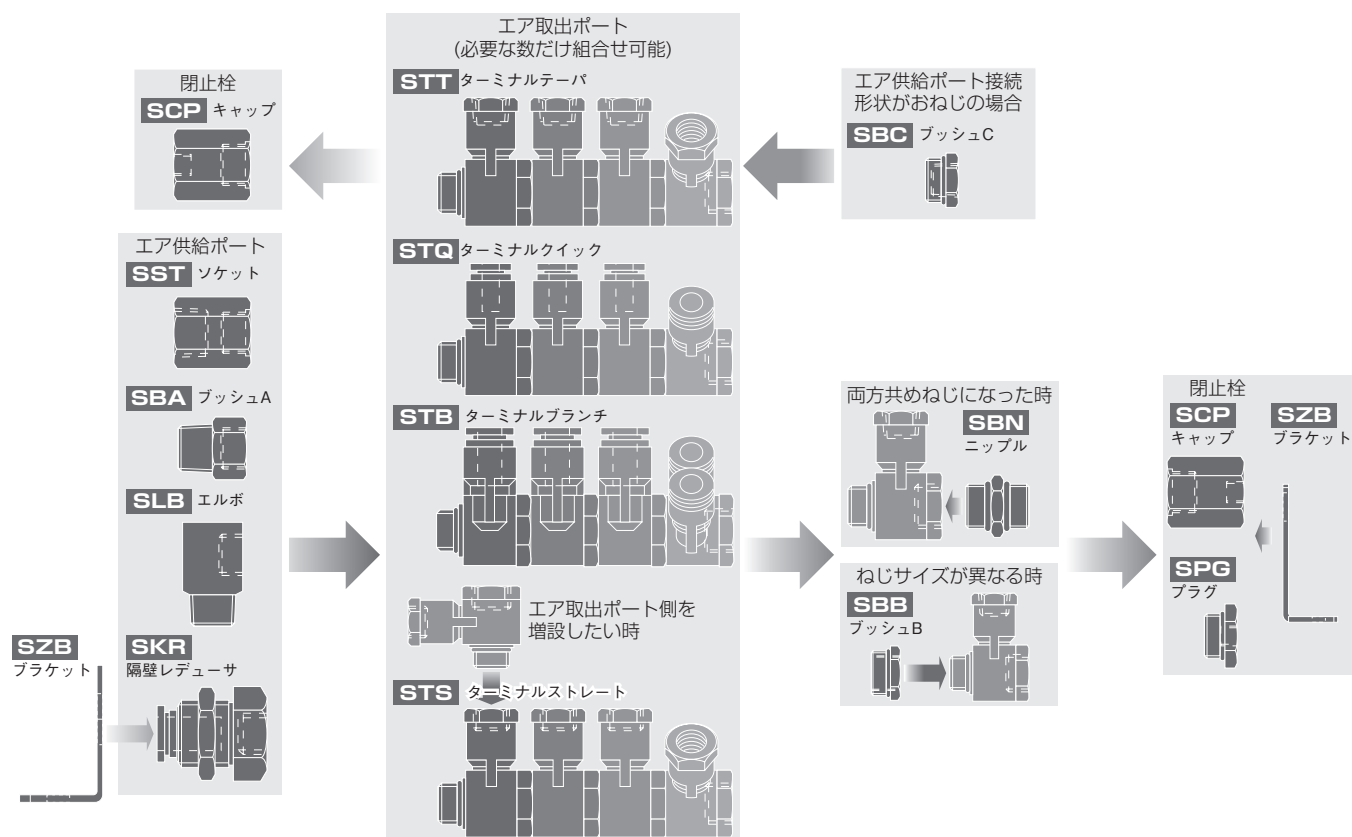 エア取出ポート
(必要な数だけ組合せ可能)
STT ターミナルテーパ
STQ ターミナルクイック
STB ターミナルブランチ
エア取出ポート側を
増設したい時
STS ターミナルストレート
閉止栓
SCP キャップ
エア供給ポート
SST ソケット
SBA ブッシュA
SLB エルボ
SKR
隔壁レデューサ
SZB
ブラケット
エア供給ポート接続
形状がおねじの場合
SBC ブッシュC
両方共めねじになった時
SBN
ニップル
ねじサイズが異なる時
SBB
ブッシュB
閉止栓
SCP
キャップ
SZB
ブラケット
SPG
プラグ